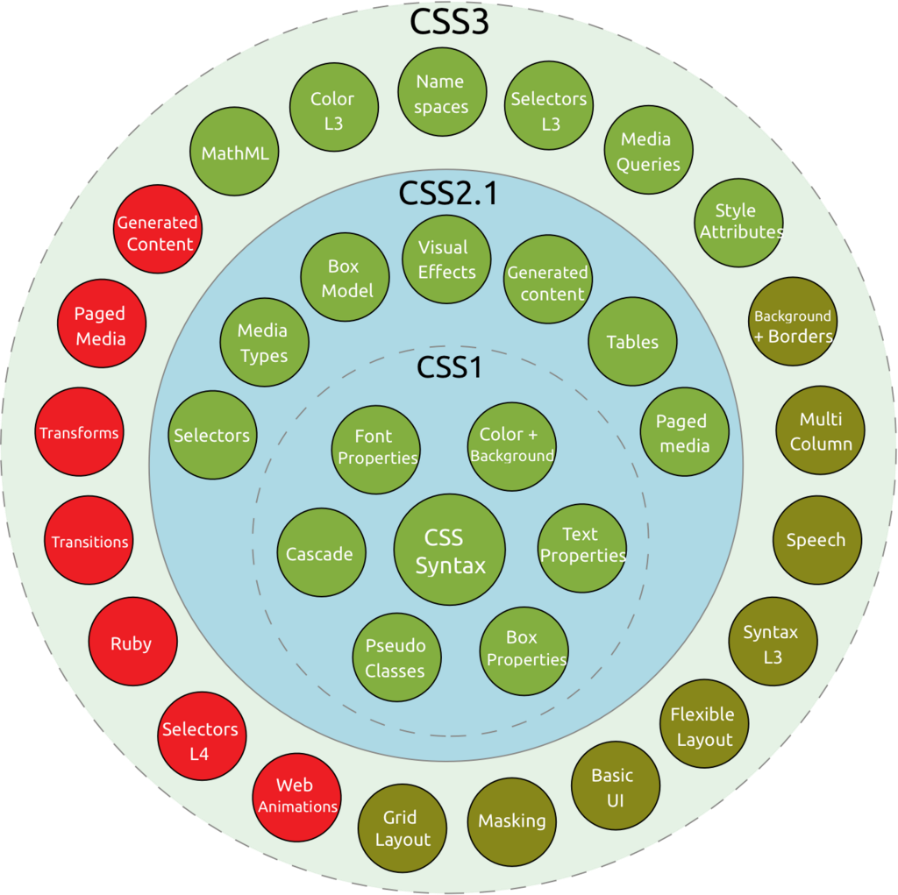 CSS3
Name
spaces
Selectors
L3
Media
Queries
Style
Attributes
Background
+ Borders
Multi
Column
Speech
Syntax
L3
Flexible
Layout
Basic
UI
Masking
Grid
Layout
Web
Animations
Selectors
L4
Ruby
Transitions
Transforms
Paged
Media
Generated
Content
MathML
Color
L3
CSS2.1
Selectors
Media
Types
Box
Model
Visual
Effects
Generated
content
Tables
Paged
media
CSS1
Font
Properties
Color +
Background
Cascade
CSS
Syntax
Text
Properties
Pseudo
Classes
Box
Properties